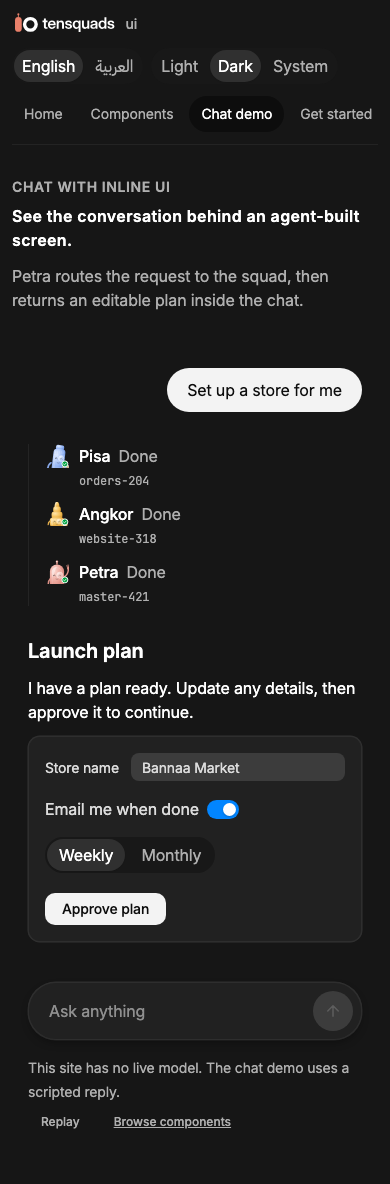 tensquads ui
English العربية Light Dark System
Home Components Chat demo Get started
CHAT WITH INLINE UI
See the conversation behind an agent-built
screen.
Petra routes the request to the squad, then
returns an editable plan inside the chat.
Set up a store for me
Pisa Done
orders-204
Angkor Done
website-318
Petra Done
master-421
Launch plan
I have a plan ready. Update any details, then
approve it to continue.
Store name Bannaa Market
Email me when done
Weekly Monthly
Approve plan
Ask anything
This site has no live model. The chat demo uses a
scripted reply.
Replay Browse components